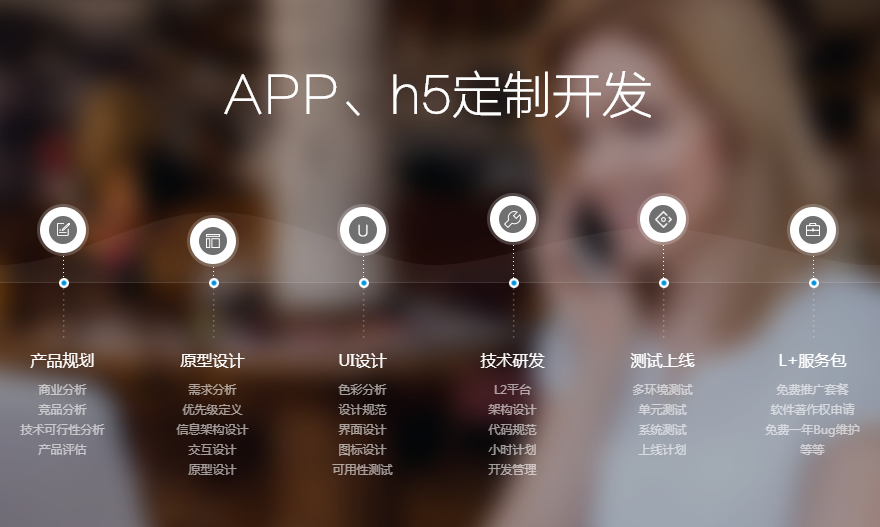 APP、h5定制开发
U
产品规划
商业分析
竞品分析
技术可行性分析
产品评估
原型设计
需求分析
优先级定义
信息架构设计
交互设计
原型设计
UI设计
色彩分析
设计规范
界面设计
图标设计
可用性测试
技术研发
L2平台
架构设计
代码规范
小时计划
开发管理
测试上线
多环境测试
单元测试
系统测试
上线计划
L+服务包
免费推广套餐
软件著作权申请
免费一年Bug维护
等等